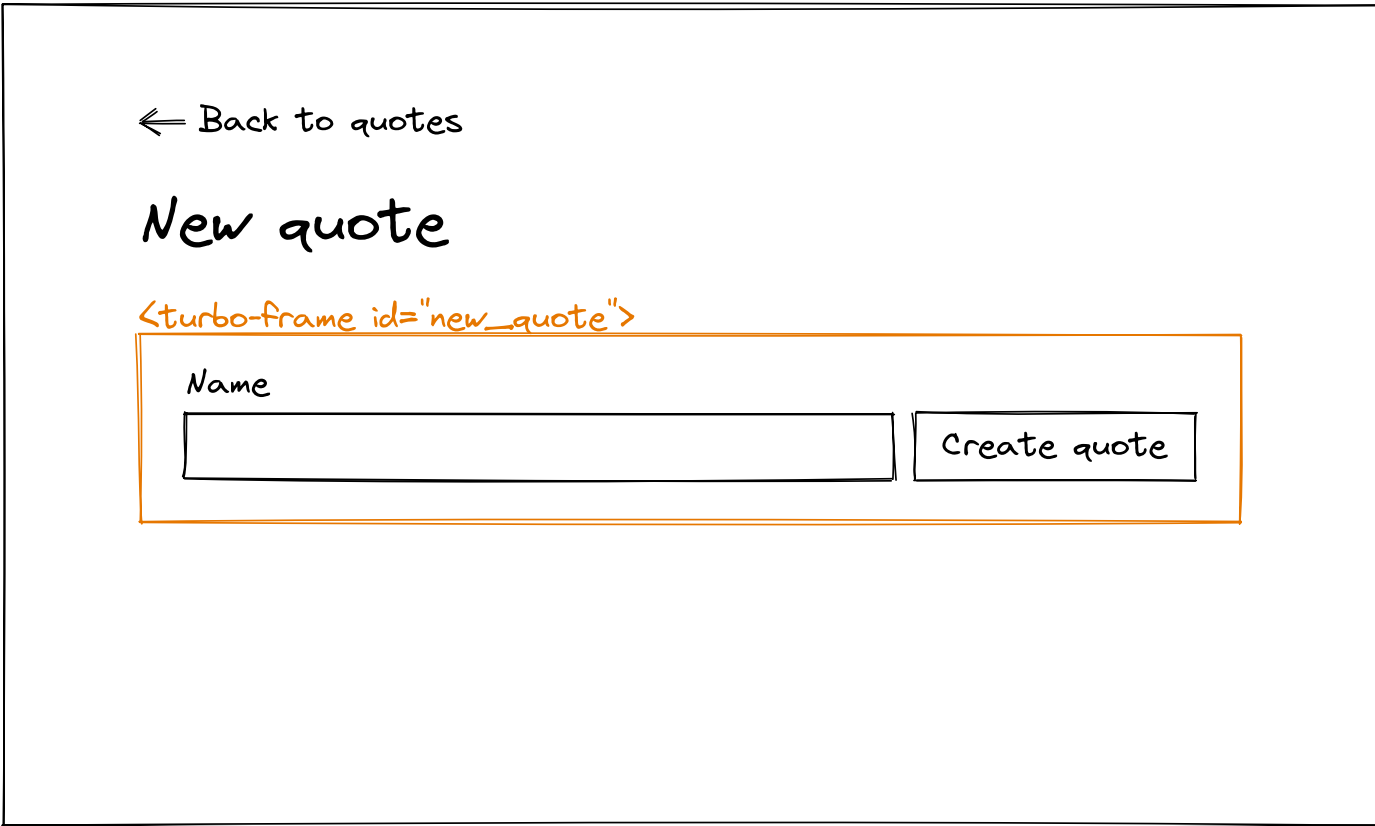 ← Back to quotes
New quote
<turbo-frame id="new_quote">
Name
Create quote